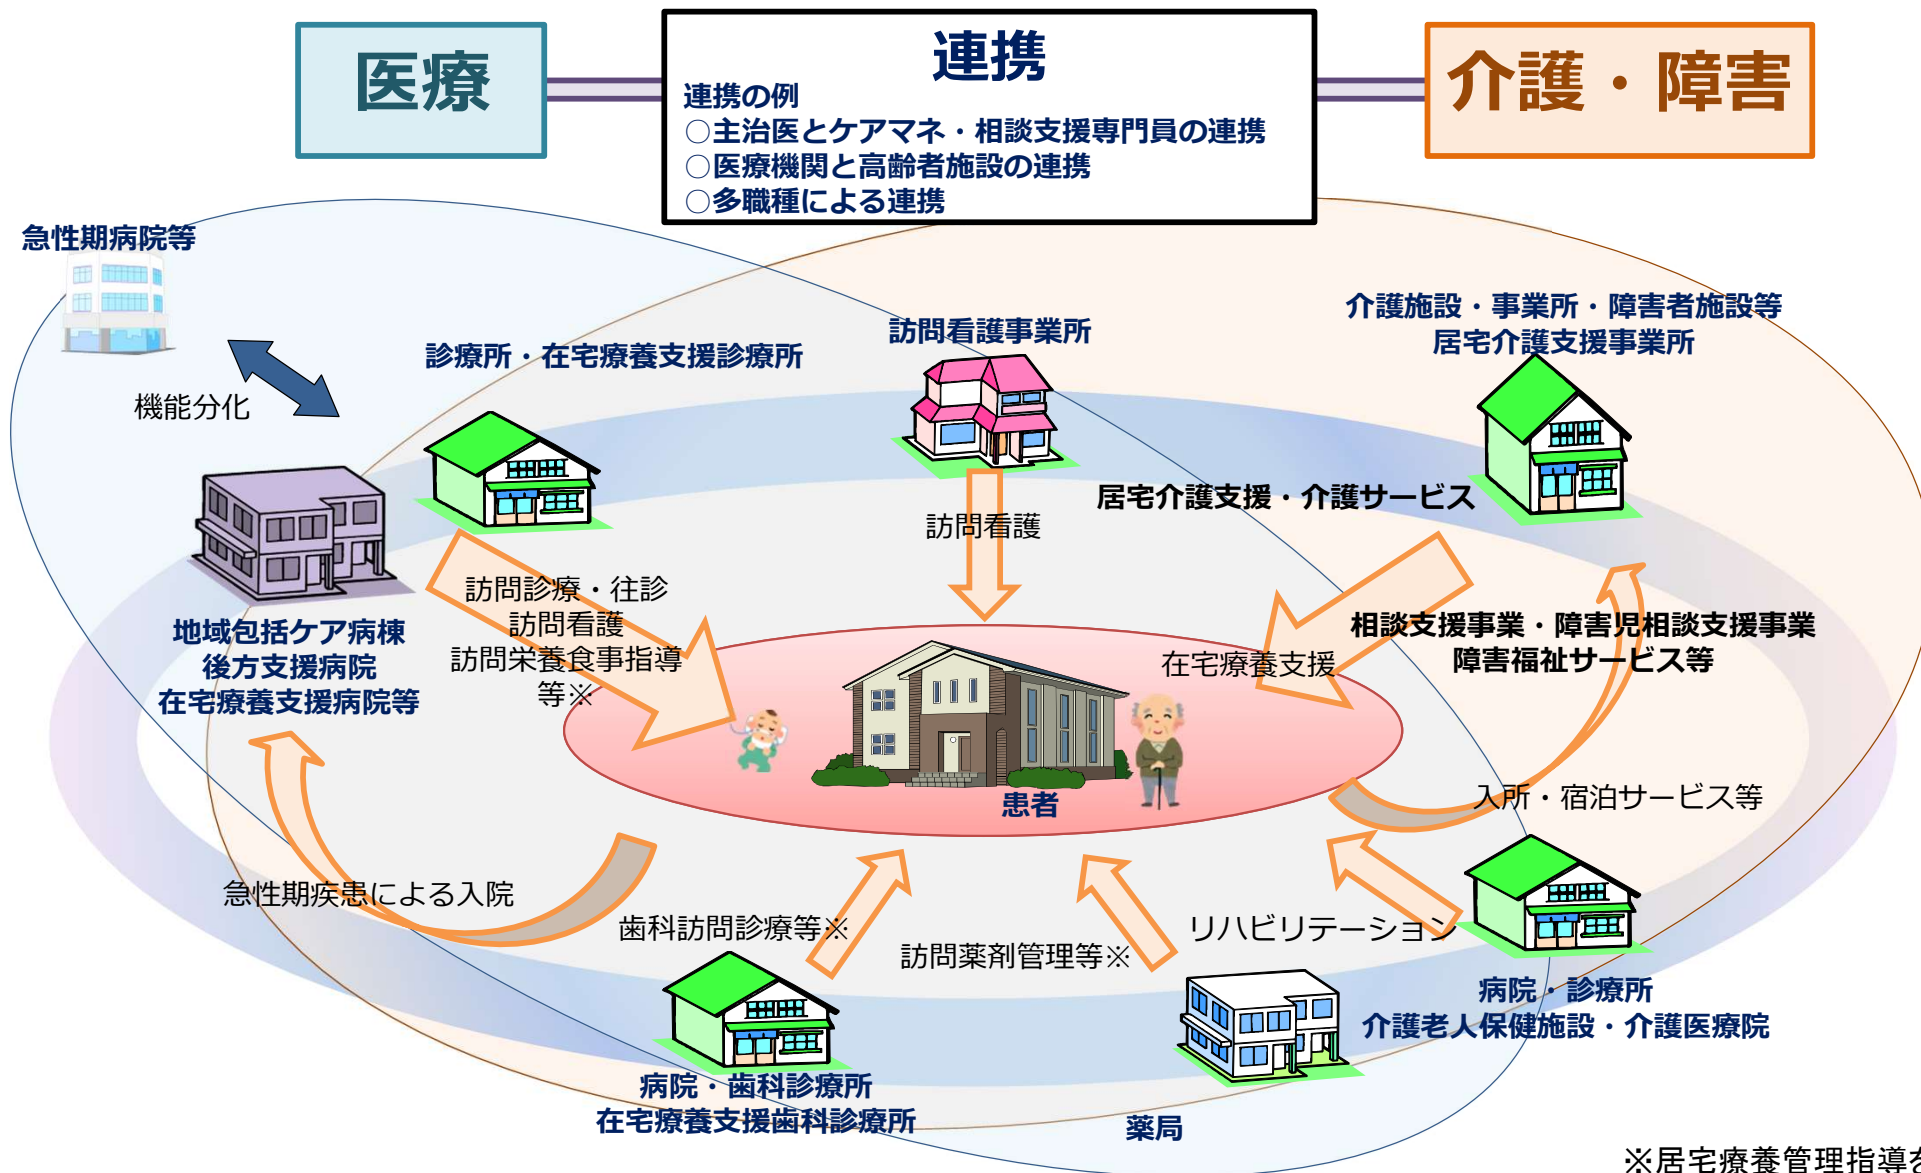 医療
連携
連携の例
○主治医とケアマネ・相談支援専門員の連携
○医療機関と高齢者施設の連携
○多職種による連携
介護・障害
急性期病院等
機能分化
診療所・在宅療養支援診療所
訪問看護事業所
介護施設・事業所・障害者施設等
居宅介護支援事業所
居宅介護支援・介護サービス
訪問看護
訪問診療・往診
訪問看護
訪問栄養食事指導
等※
地域包括ケア病棟
後方支援病院
在宅療養支援病院等
在宅療養支援
相談支援事業・障害児相談支援事業
障害福祉サービス等
患者
入所・宿泊サービス等
急性期疾患による入院
歯科訪問診療等※
訪問薬剤管理等※
リハビリテーション
病院・診療所
介護老人保健施設・介護医療院
病院・歯科診療所
在宅療養支援歯科診療所
薬局
※居宅療養管理指導を